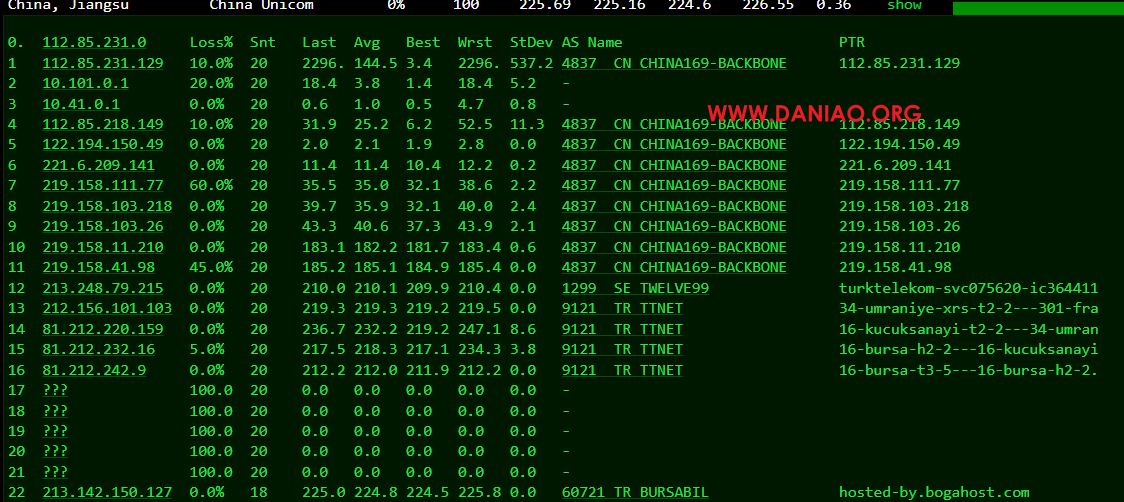 China, Jiangsu China Unicom 0% 100 225.69 225.16 224.6 226.55 0.36 show
0. 112.85.231.0 Loss% Snt Last Avg Best Wrst StDev AS Name PTR
1 112.85.231.129 10.0% 20 2296. 144.5 3.4 2296. 537.2 4837 CN CHINA169-BACKBONE 112.85.231.129
2 10.101.0.1 20.0% 20 18.4 3.8 1.4 18.4 5.2 -
3 10.41.0.1 0.0% 20 0.6 1.0 0.5 4.7 0.8 -
WWW.DANIAO.ORG
4 112.85.218.149 10.0% 20 31.9 25.2 6.2 52.5 11.3 4837 CN CHINA169-BACKBONE 112.85.218.149
5 122.194.150.49 0.0% 20 2.0 2.1 1.9 2.8 0.0 4837 CN CHINA169-BACKBONE 122.194.150.49
6 221.6.209.141 0.0% 20 11.4 11.4 10.4 12.2 0.2 4837 CN CHINA169-BACKBONE 221.6.209.141
7 219.158.111.77 60.0% 20 35.5 35.0 32.1 38.6 2.2 4837 CN CHINA169-BACKBONE 219.158.111.77
8 219.158.103.218 0.0% 20 39.7 35.9 32.1 40.0 2.4 4837 CN CHINA169-BACKBONE 219.158.103.218
9 219.158.103.26 0.0% 20 43.3 40.6 37.3 43.9 2.1 4837 CN CHINA169-BACKBONE 219.158.103.26
10 219.158.11.210 0.0% 20 183.1 182.2 181.7 183.4 0.6 4837 CN CHINA169-BACKBONE 219.158.11.210
11 219.158.41.98 45.0% 20 185.2 185.1 184.9 185.4 0.0 4837 CN CHINA169-BACKBONE 219.158.41.98
12 213.248.79.215 0.0% 20 210.0 210.1 209.9 210.4 0.0 1299 SE TWELVE99 turktelekom-svc075620-ic364411
13 212.156.101.103 0.0% 20 219.3 219.3 219.2 219.5 0.0 9121 TR TTNET 34-umraniye-xrs-t2-2---301-fra
14 81.212.220.159 0.0% 20 236.7 232.2 219.2 247.1 8.6 9121 TR TTNET 16-kucuksanayi-t2-2---34-umran
15 81.212.232.16 5.0% 20 217.5 218.3 217.1 234.3 3.8 9121 TR TTNET 16-bursa-h2-2---16-kucuksanayi
16 81.212.242.9 0.0% 20 212.2 212.0 211.9 212.2 0.0 9121 TR TTNET 16-bursa-t3-5---16-bursa-h2-2.
17 ??? 100.0 20 0.0 0.0 0.0 0.0 0.0 -
18 ??? 100.0 20 0.0 0.0 0.0 0.0 0.0 -
19 ??? 100.0 20 0.0 0.0 0.0 0.0 0.0 -
20 ??? 100.0 20 0.0 0.0 0.0 0.0 0.0 -
21 ??? 100.0 20 0.0 0.0 0.0 0.0 0.0 -
22 213.142.150.127 0.0% 18 225.0 224.8 224.5 225.8 0.0 60721 TR BURSABIL hosted-by.bogahost.com